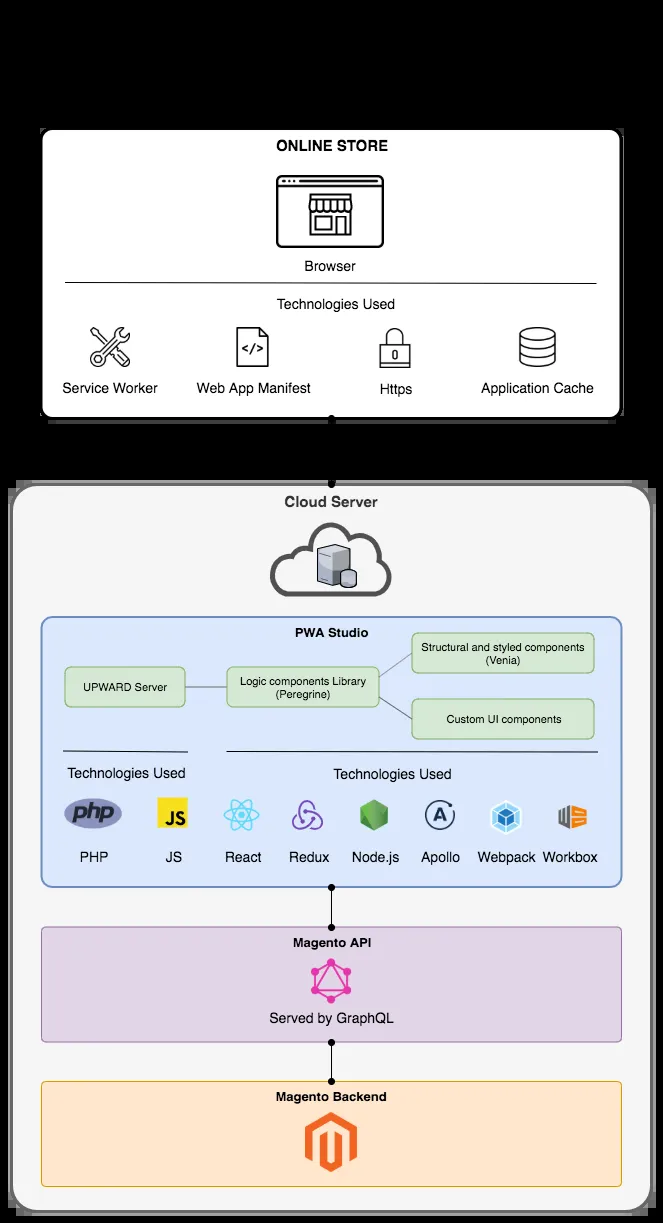 ONLINE STORE
Browser
Technologies Used
Service Worker
Web App Manifest
Https
Application Cache
Cloud Server
PWA Studio
UPWARD Server
Logic components Library
(Peregrine)
Structural and styled components
(Venia)
Custom UI components
Technologies Used
Technologies Used
php
JS
A
PHP
JS
React
Redux
Node.js
Apollo
Webpack
Workbox
Magento API
Served by GraphQL
Magento Backend